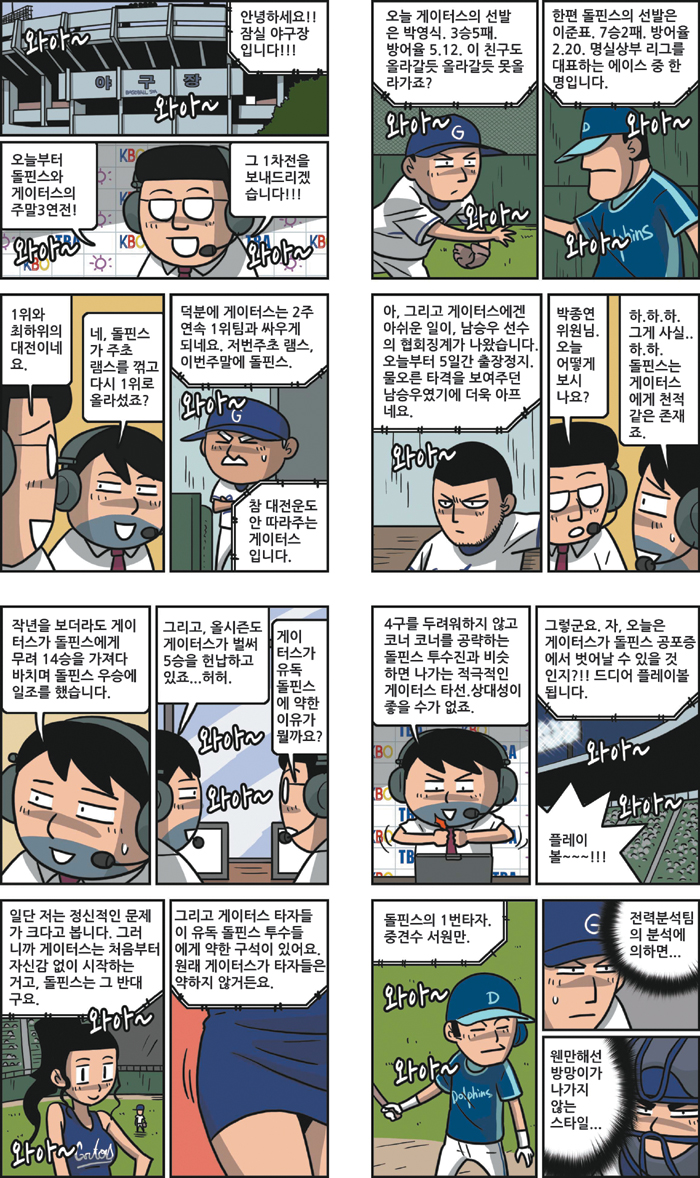 안녕하세요!!
잠실 야구장
입니다!!!
와아~
야구장
와아~
오늘부터
돌핀스와
게이터스의
주말3연전!
그 1차전을
보내드리겠
습니다!!!
KBO
KBO
KBO
KBO
TBA
KBO
와아~
와아~
1위와
최하위의
대전이네
요.
네, 돌핀스
가 주초
램스를 꺾고
다시 1위로
올라섰죠?
덕분에 게이터스는 2주
연속 1위팀과 싸우게
되네요. 저번주초 램스,
이번주말에 돌핀스.
와아~
G
참 대전운도
안 따라주는
게이터스
입니다.
오늘 게이터스의 선발
은 박영식. 3승5패.
방어율 5.12. 이 친구도
올라갈듯 올라갈듯 못올
라가죠?
와아~
G
와아~
한편 돌핀스의 선발은
이준표. 7승2패. 방어율
2.20. 명실상부 리그를
대표하는 에이스 중 한
명입니다.
D
와아~
와아~
Dolphins
아, 그리고 게이터스에겐
아쉬운 일이, 남승우 선수
의 협회징계가 나왔습니다.
오늘부터 5일간 출장정지.
물오른 타격을 보여주던
남승우였기에 더욱 아프
네요.
와아~
박종연
위원님.
오늘
어떻게
보시
나요?
하.하.하.
그게 사실..
하.하.
돌핀스는
게이터스
에게 천적
같은 존재
죠.
작년을 보더라도 게이
터스가 돌핀스에게
무려 14승을 가져다
바치며 돌핀스 우승에
일조를 했습니다.
그리고, 올시즌도
게이터스가 벌써
5승을 헌납하고
있죠...허허.
게이
터스가
유독
돌핀스
에 약한
이유가
뭘까요?
와아~
와아~
일단 저는 정신적인 문제
가 크다고 봅니다. 그러
니까 게이터스는 처음부터
자신감 없이 시작하는
거고, 돌핀스는 그 반대
구요.
와아~
와아~
Gators
그리고 게이터스 타자들
이 유독 돌핀스 투수들
에게 약한 구석이 있어요.
원래 게이터스가 타자들은
약하지 않거든요.
4구를 두려워하지 않고
코너 코너를 공략하는
돌핀스 투수진과 비슷
하면 나가는 적극적인
게이터스 타선.상대성이
좋을 수가 없죠.
TBA
KBO
KBO
TBA
그렇군요. 자, 오늘은
게이터스가 돌핀스 공포증
에서 벗어날 수 있을 것
인지?!! 드디어 플레이볼
됩니다.
와아~
와아~
플레이
볼~~~!!!
돌핀스의 1번타자.
중견수 서원만.
와아~
D
와아~
Dolphins
G
전력분석팀
의 분석에
의하면...
웬만해선
방망이가
나가지
않는
스타일...